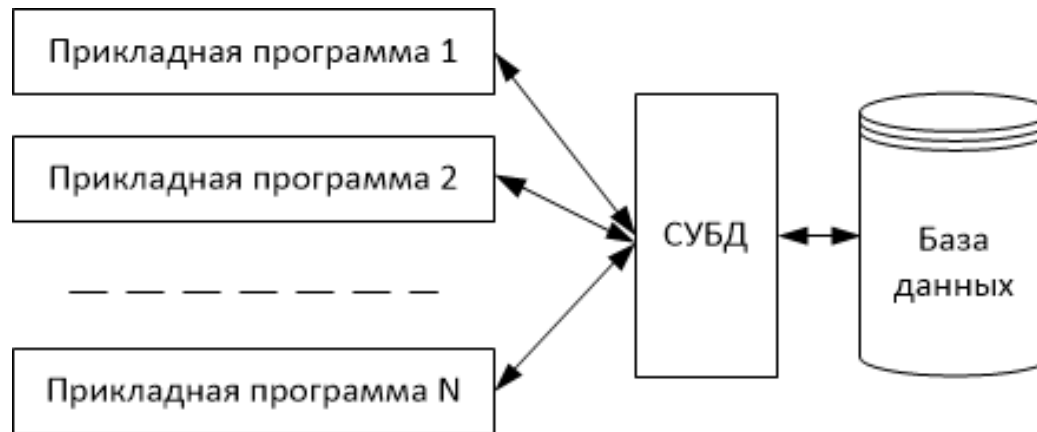 Прикладная программа 1
Прикладная программа 2
Прикладная программа N
СУБД
База
данных